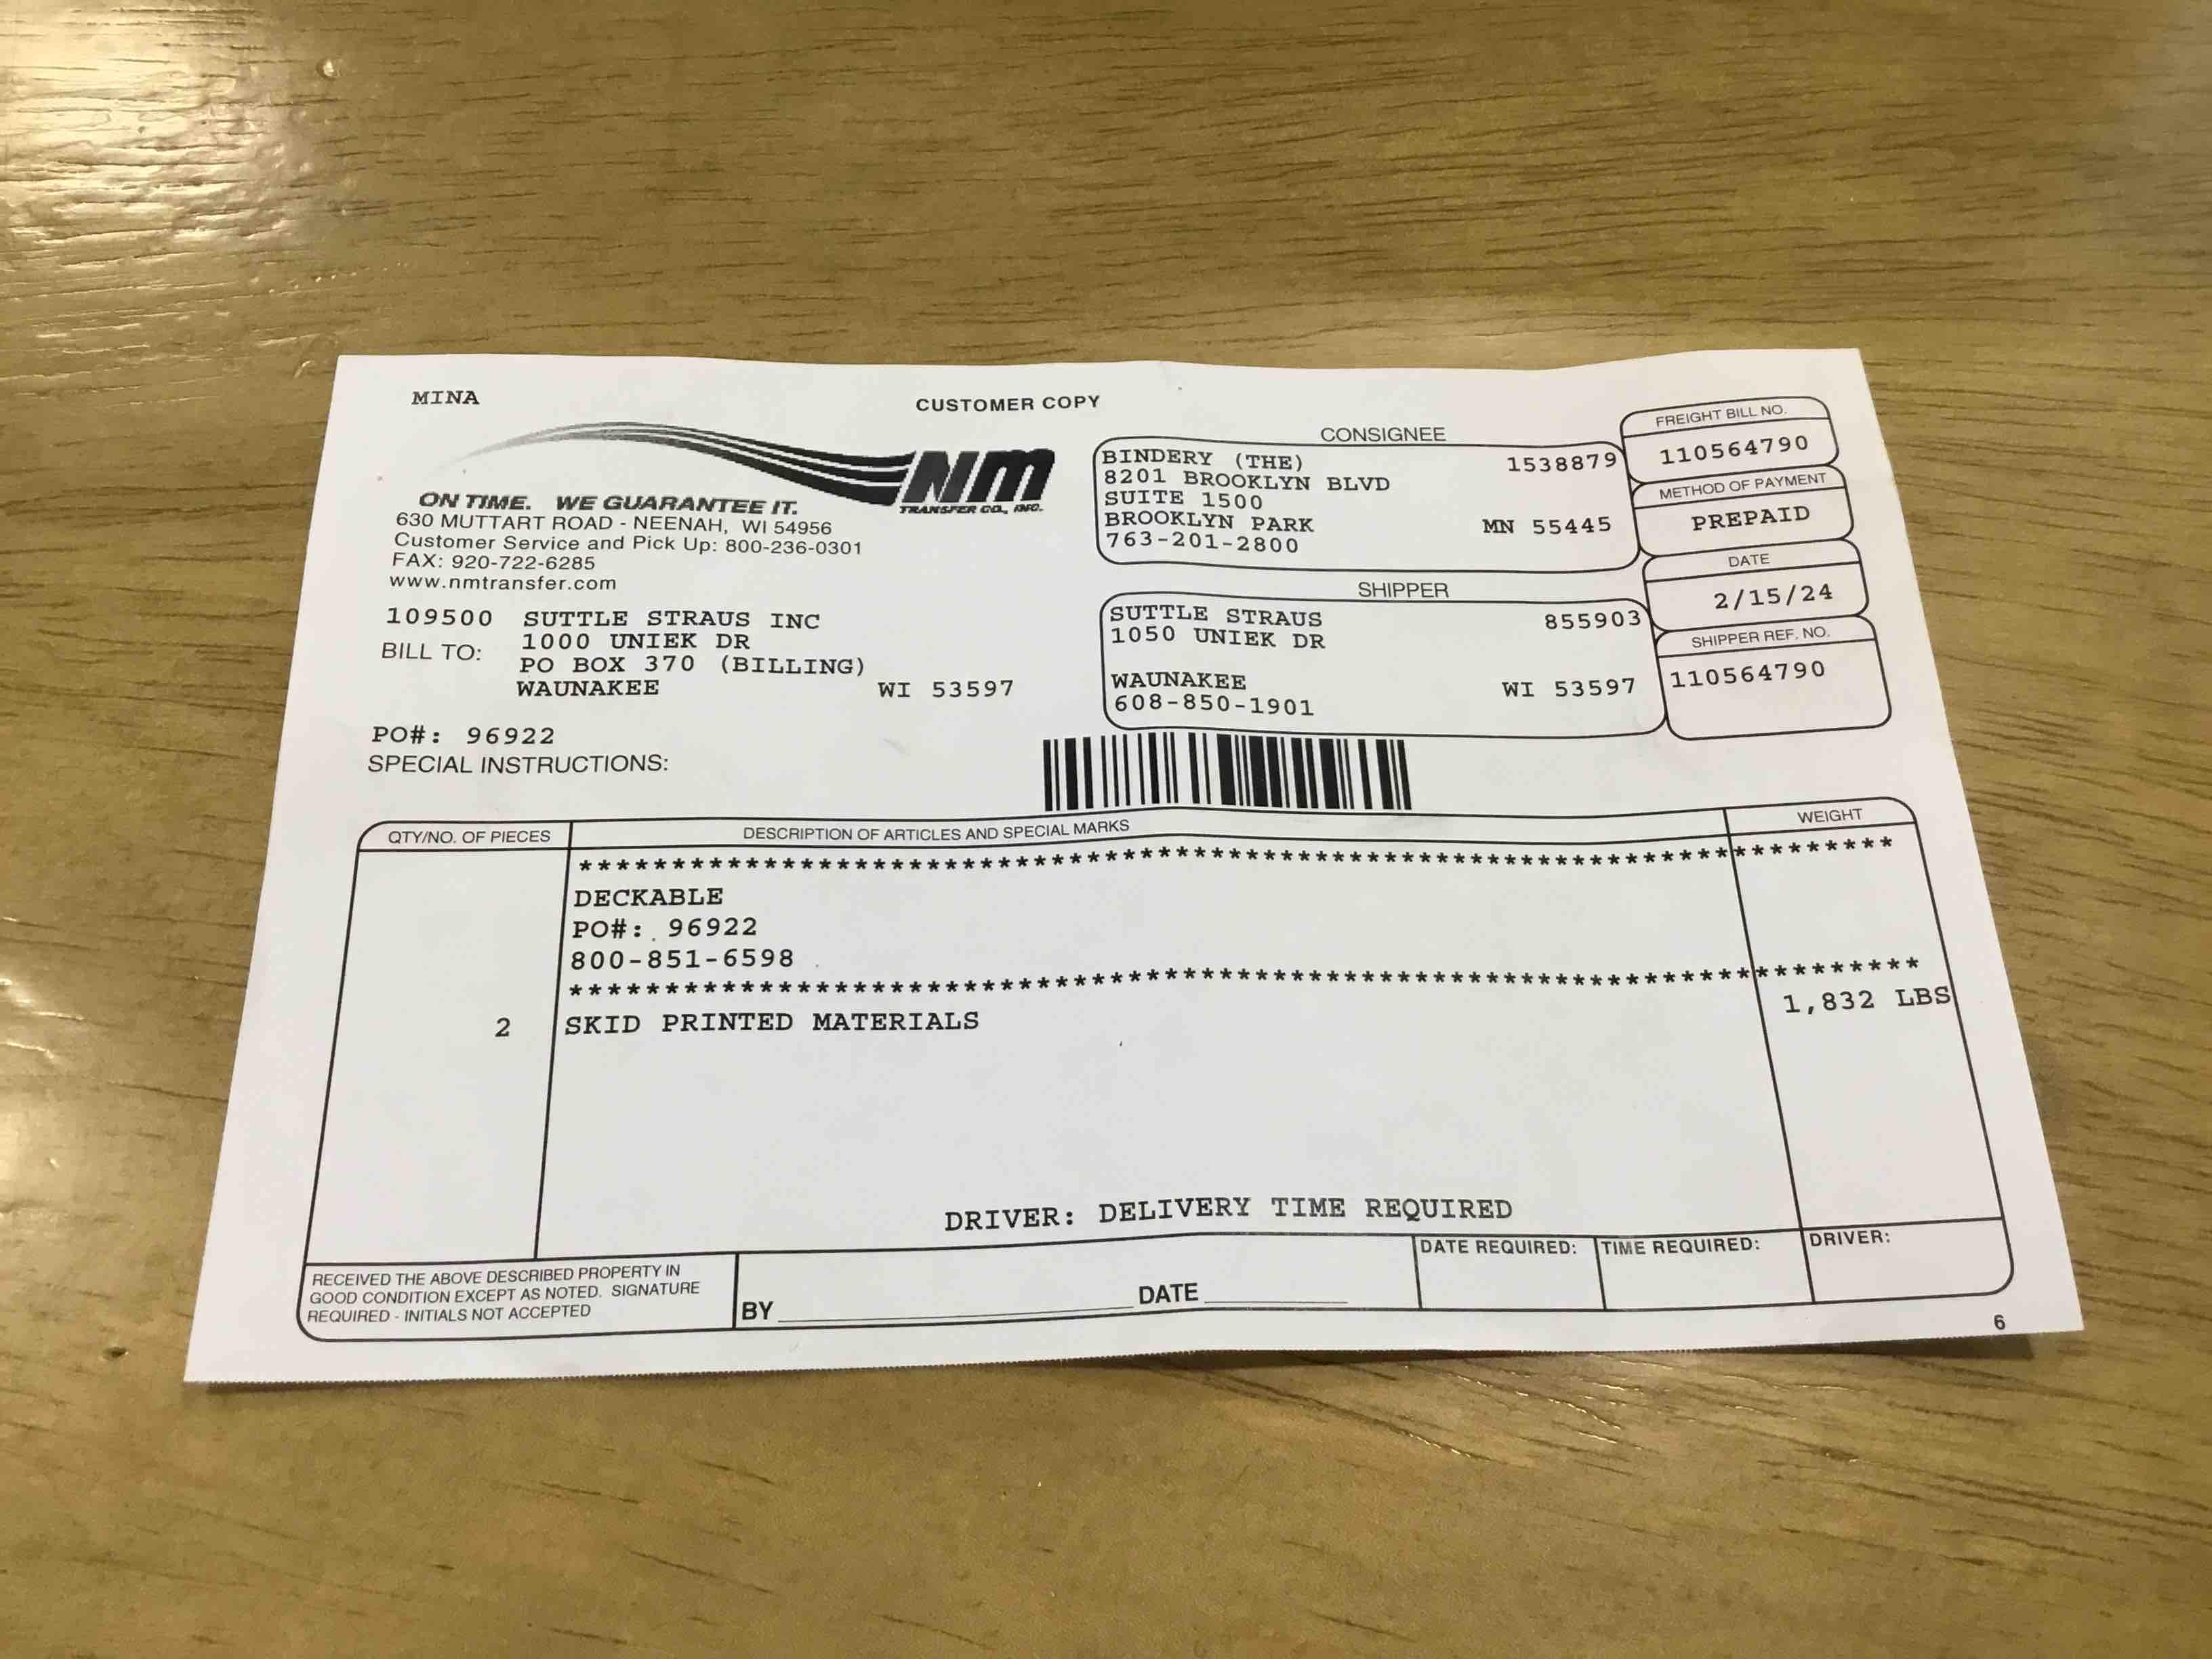 MINA
CUSTOMER COPY
NM
TRANSFER CO., INC.
ON TIME. WE GUARANTEE IT.
630 MUTTART ROAD - NEENAH, WI 54956
Customer Service and Pick Up: 800-236-0301
FAX: 920-722-6285
www.nmtransfer.com
109500 SUTTLE STRAUS INC
BILL TO: 1000 UNIEK DR
PO BOX 370 (BILLING)
WAUNAKEE WI 53597
PO#: 96922
SPECIAL INSTRUCTIONS:
CONSIGNEE
BINDERY (THE) 1538879
8201 BROOKLYN BLVD
SUITE 1500
BROOKLYN PARK MN 55445
763-201-2800
SHIPPER
SUTTLE STRAUS 855903
1050 UNIEK DR
WAUNAKEE WI 53597
608-850-1901
FREIGHT BILL NO.
110564790
METHOD OF PAYMENT
PREPAID
DATE
2/15/24
SHIPPER REF. NO.
110564790
QTY/NO. OF PIECES DESCRIPTION OF ARTICLES AND SPECIAL MARKS WEIGHT
DECKABLE
PO#: 96922
800-851-6598
2 SKID PRINTED MATERIALS 1,832 LBS
DRIVER: DELIVERY TIME REQUIRED
RECEIVED THE ABOVE DESCRIBED PROPERTY IN
GOOD CONDITION EXCEPT AS NOTED. SIGNATURE
REQUIRED - INITIALS NOT ACCEPTED
BY DATE
DATE REQUIRED: TIME REQUIRED: DRIVER:
6